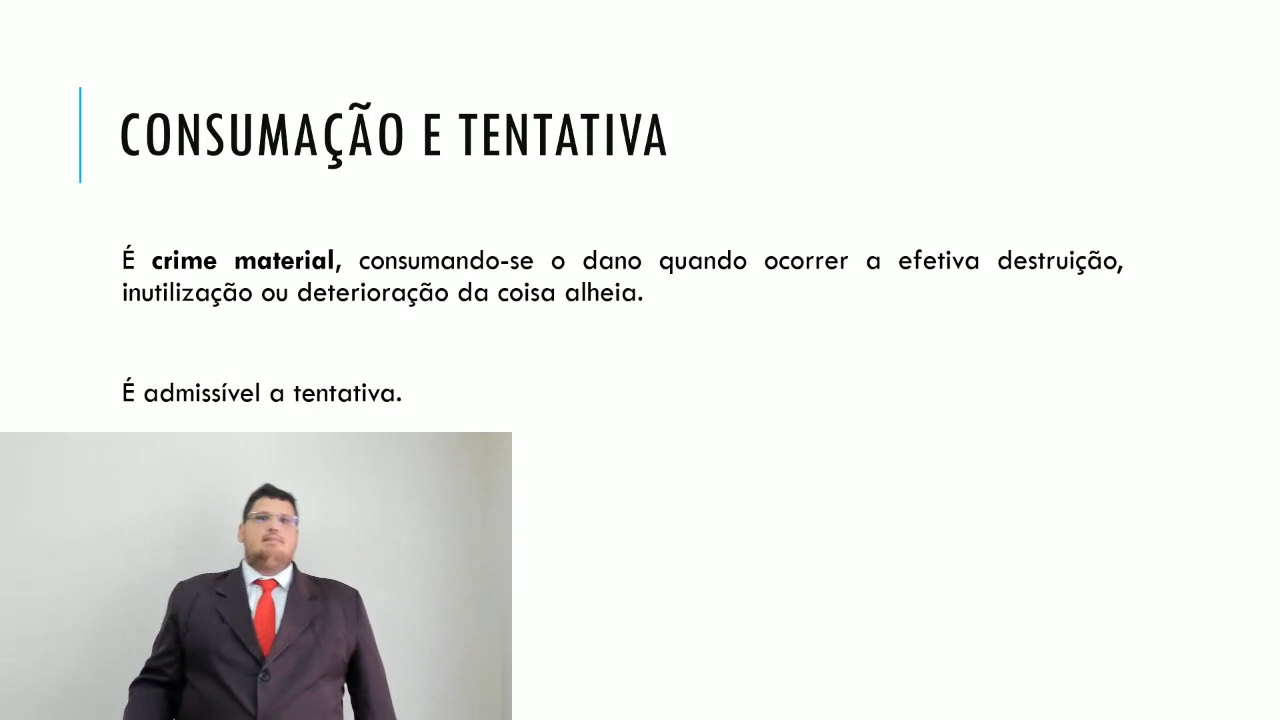 CONSUMAÇÃO E TENTATIVA
É crime material, consumando-se o dano quando ocorrer a efetiva destruição,
inutilização ou deterioração da coisa alheia.
É admissível a tentativa.